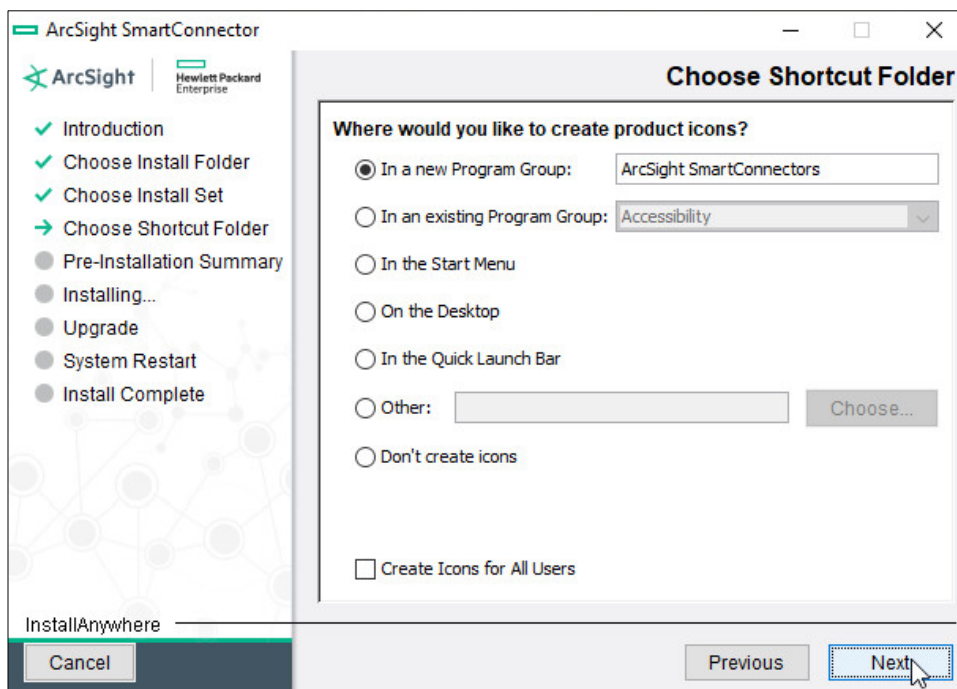 ArcSight SmartConnector
ArcSight
Hewlett Packard
Enterprise
Introduction
Choose Install Folder
Choose Install Set
Choose Shortcut Folder
Pre-Installation Summary
Installing...
Upgrade
System Restart
Install Complete
Choose Shortcut Folder
Where would you like to create product icons?
In a new Program Group: ArcSight SmartConnectors
In an existing Program Group: Accessibility
In the Start Menu
On the Desktop
In the Quick Launch Bar
Other: Choose...
Don't create icons
Create Icons for All Users
InstallAnywhere
Cancel Previous Next